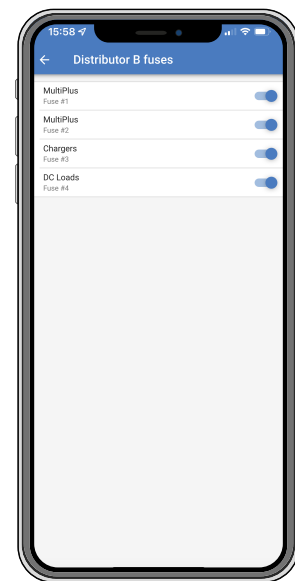 15:58
Distributor B fuses
MultiPlus
Fuse #1
MultiPlus
Fuse #2
Chargers
Fuse #3
DC Loads
Fuse #4